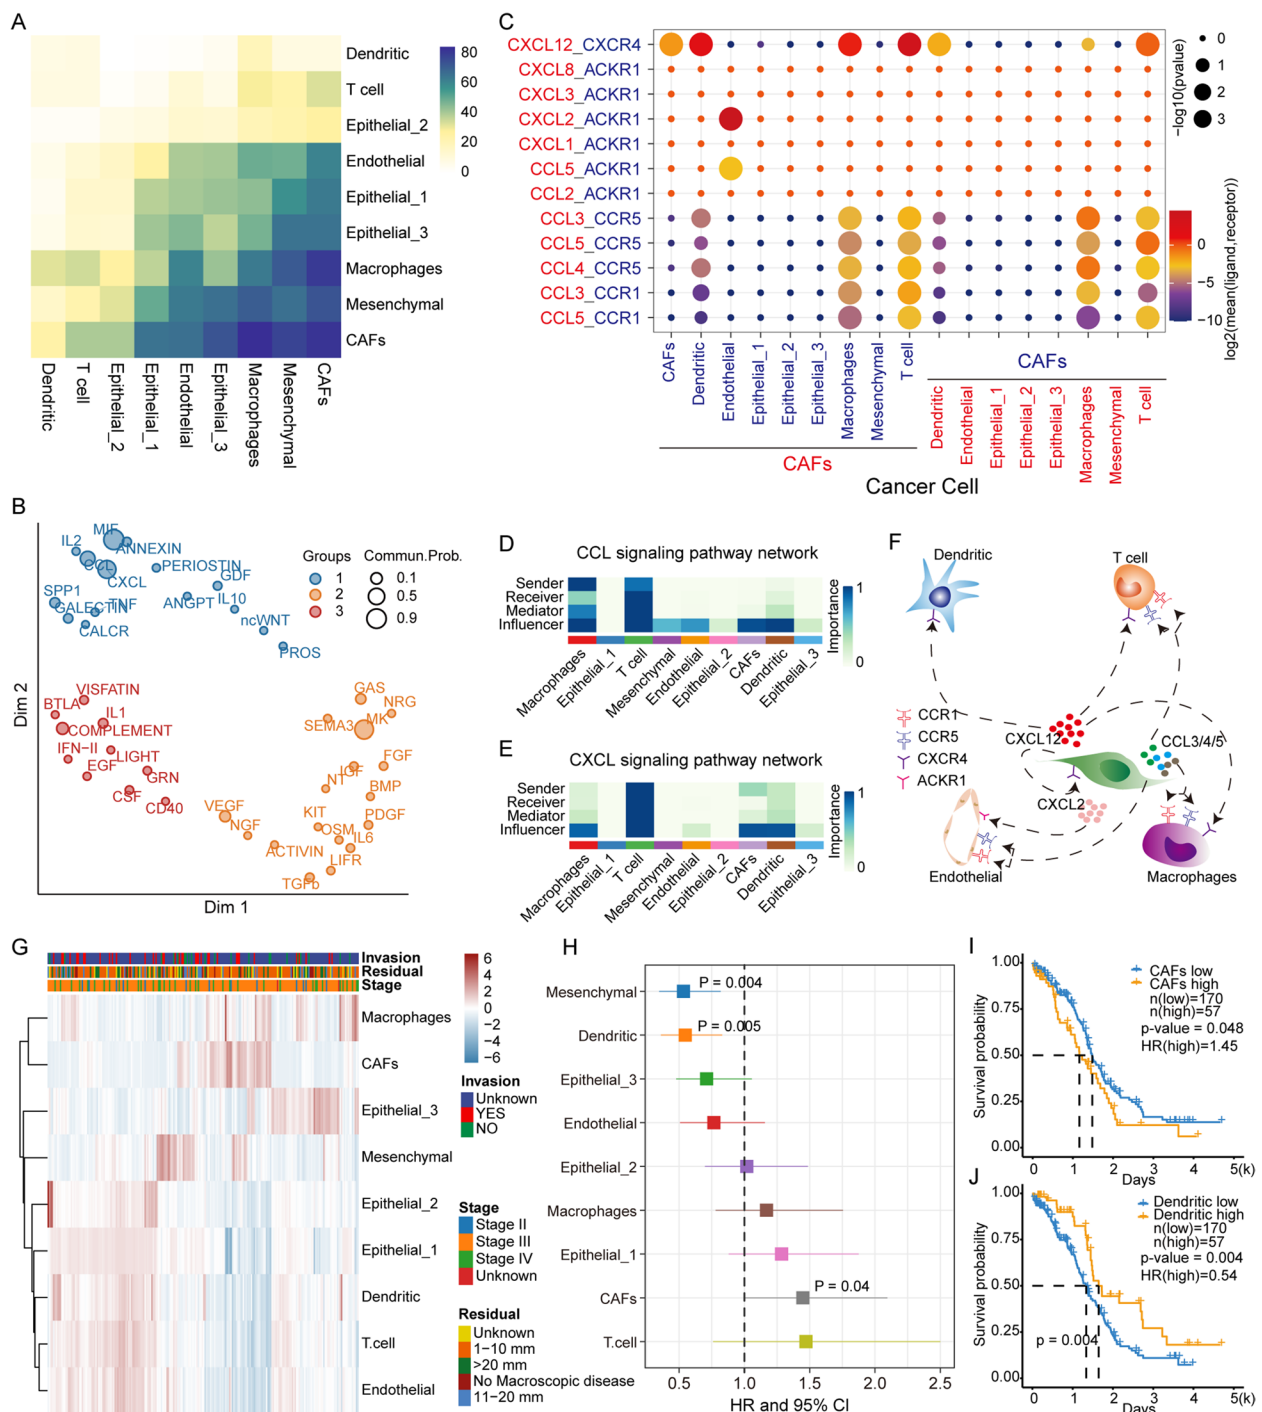 A
Dendritic
T cell
Epithelial_2
Endothelial
Epithelial_1
Epithelial_3
Macrophages
Mesenchymal
CAFs
80
60
40
20
0
Dendritic
T cell
Epithelial_2
Epithelial_1
Endothelial
Epithelial_3
Macrophages
Mesenchymal
CAFs
C
CXCL12_CXCR4
CXCL8_ACKR1
CXCL3_ACKR1
CXCL2_ACKR1
CXCL1_ACKR1
CCL5_ACKR1
CCL2_ACKR1
CCL3_CCR5
CCL5_CCR5
CCL4_CCR5
CCL3_CCR1
CCL5_CCR1
CAFs
Dendritic
Endothelial
Epithelial_1
Epithelial_2
Epithelial_3
Macrophages
Mesenchymal
T cell
CAFs
CAFs
Dendritic
Endothelial
Epithelial_1
Epithelial_2
Epithelial_3
Macrophages
Mesenchymal
T cell
Cancer Cell
−log10(pvalue)
0
1
2
3
log2(mean(ligand,receptor))
0
−5
−10
B
MIF
IL2
ANNEXIN
CCL
CXCL
PERIOSTIN
GDF
SPP1
GALECTIN
TNF
ANGPT
IL10
CALCR
ncWNT
PROS
Groups
1
2
3
Commun.Prob.
0.1
0.5
0.9
VISFATIN
BTLA
IL1
COMPLEMENT
IFN−II
LIGHT
EGF
GRN
CSF
CD40
GAS
NRG
SEMA3
MK
FGF
IGF
NT
BMP
VEGF
KIT
PDGF
NGF
OSM
IL6
ACTIVIN
LIFR
TGFb
Dim 2
Dim 1
D
CCL signaling pathway network
Sender
Receiver
Mediator
Influencer
Macrophages
Epithelial_1
T cell
Mesenchymal
Endothelial
Epithelial_2
CAFs
Dendritic
Epithelial_3
Importance
1
0
E
CXCL signaling pathway network
Sender
Receiver
Mediator
Influencer
Macrophages
Epithelial_1
T cell
Mesenchymal
Endothelial
Epithelial_2
CAFs
Dendritic
Epithelial_3
Importance
1
0
F
Dendritic
T cell
CCR1
CCR5
CXCR4
ACKR1
CXCL12
CCL3/4/5
CXCL2
Endothelial
Macrophages
G
Invasion
Residual
Stage
Macrophages
CAFs
Epithelial_3
Mesenchymal
Epithelial_2
Epithelial_1
Dendritic
T.cell
Endothelial
6
4
2
0
−2
−4
−6
Invasion
Unknown
YES
NO
Stage
Stage II
Stage III
Stage IV
Unknown
Residual
Unknown
1−10 mm
>20 mm
No Macroscopic disease
11−20 mm
H
Mesenchymal
Dendritic
Epithelial_3
Endothelial
Epithelial_2
Macrophages
Epithelial_1
CAFs
T.cell
P = 0.004
P = 0.005
P = 0.04
0.5
1.0
1.5
2.0
2.5
HR and 95% CI
I
Survival probability
1.00
0.75
0.50
0.25
0.00
CAFs low
CAFs high
n(low)=170
n(high)=57
p-value = 0.048
HR(high)=1.45
0
1
2
3
4
5(k)
Days
J
Survival probability
1.00
0.75
0.50
0.25
0.00
Dendritic low
Dendritic high
n(low)=170
n(high)=57
p-value = 0.004
HR(high)=0.54
p = 0.004
0
1
2
3
4
5(k)
Days